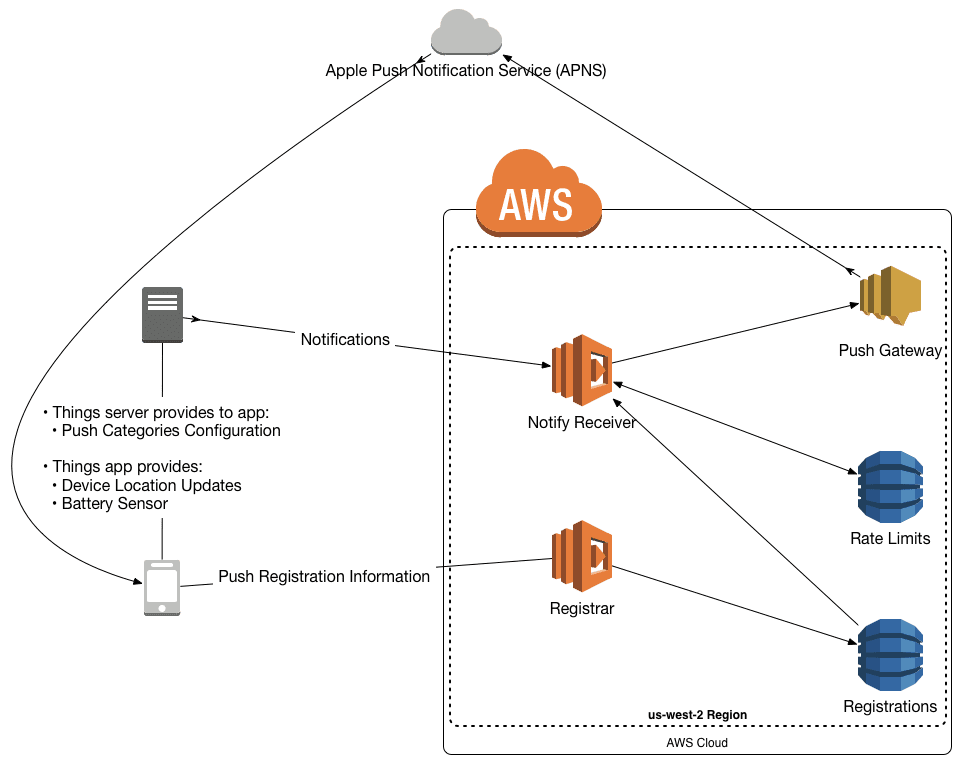 Apple Push Notification Service (APNS)
AWS
Notifications
Push Gateway
Notify Receiver
• Things server provides to app:
• Push Categories Configuration
• Things app provides:
• Device Location Updates
• Battery Sensor
Rate Limits
Push Registration Information
Registrar
Registrations
us-west-2 Region
AWS Cloud